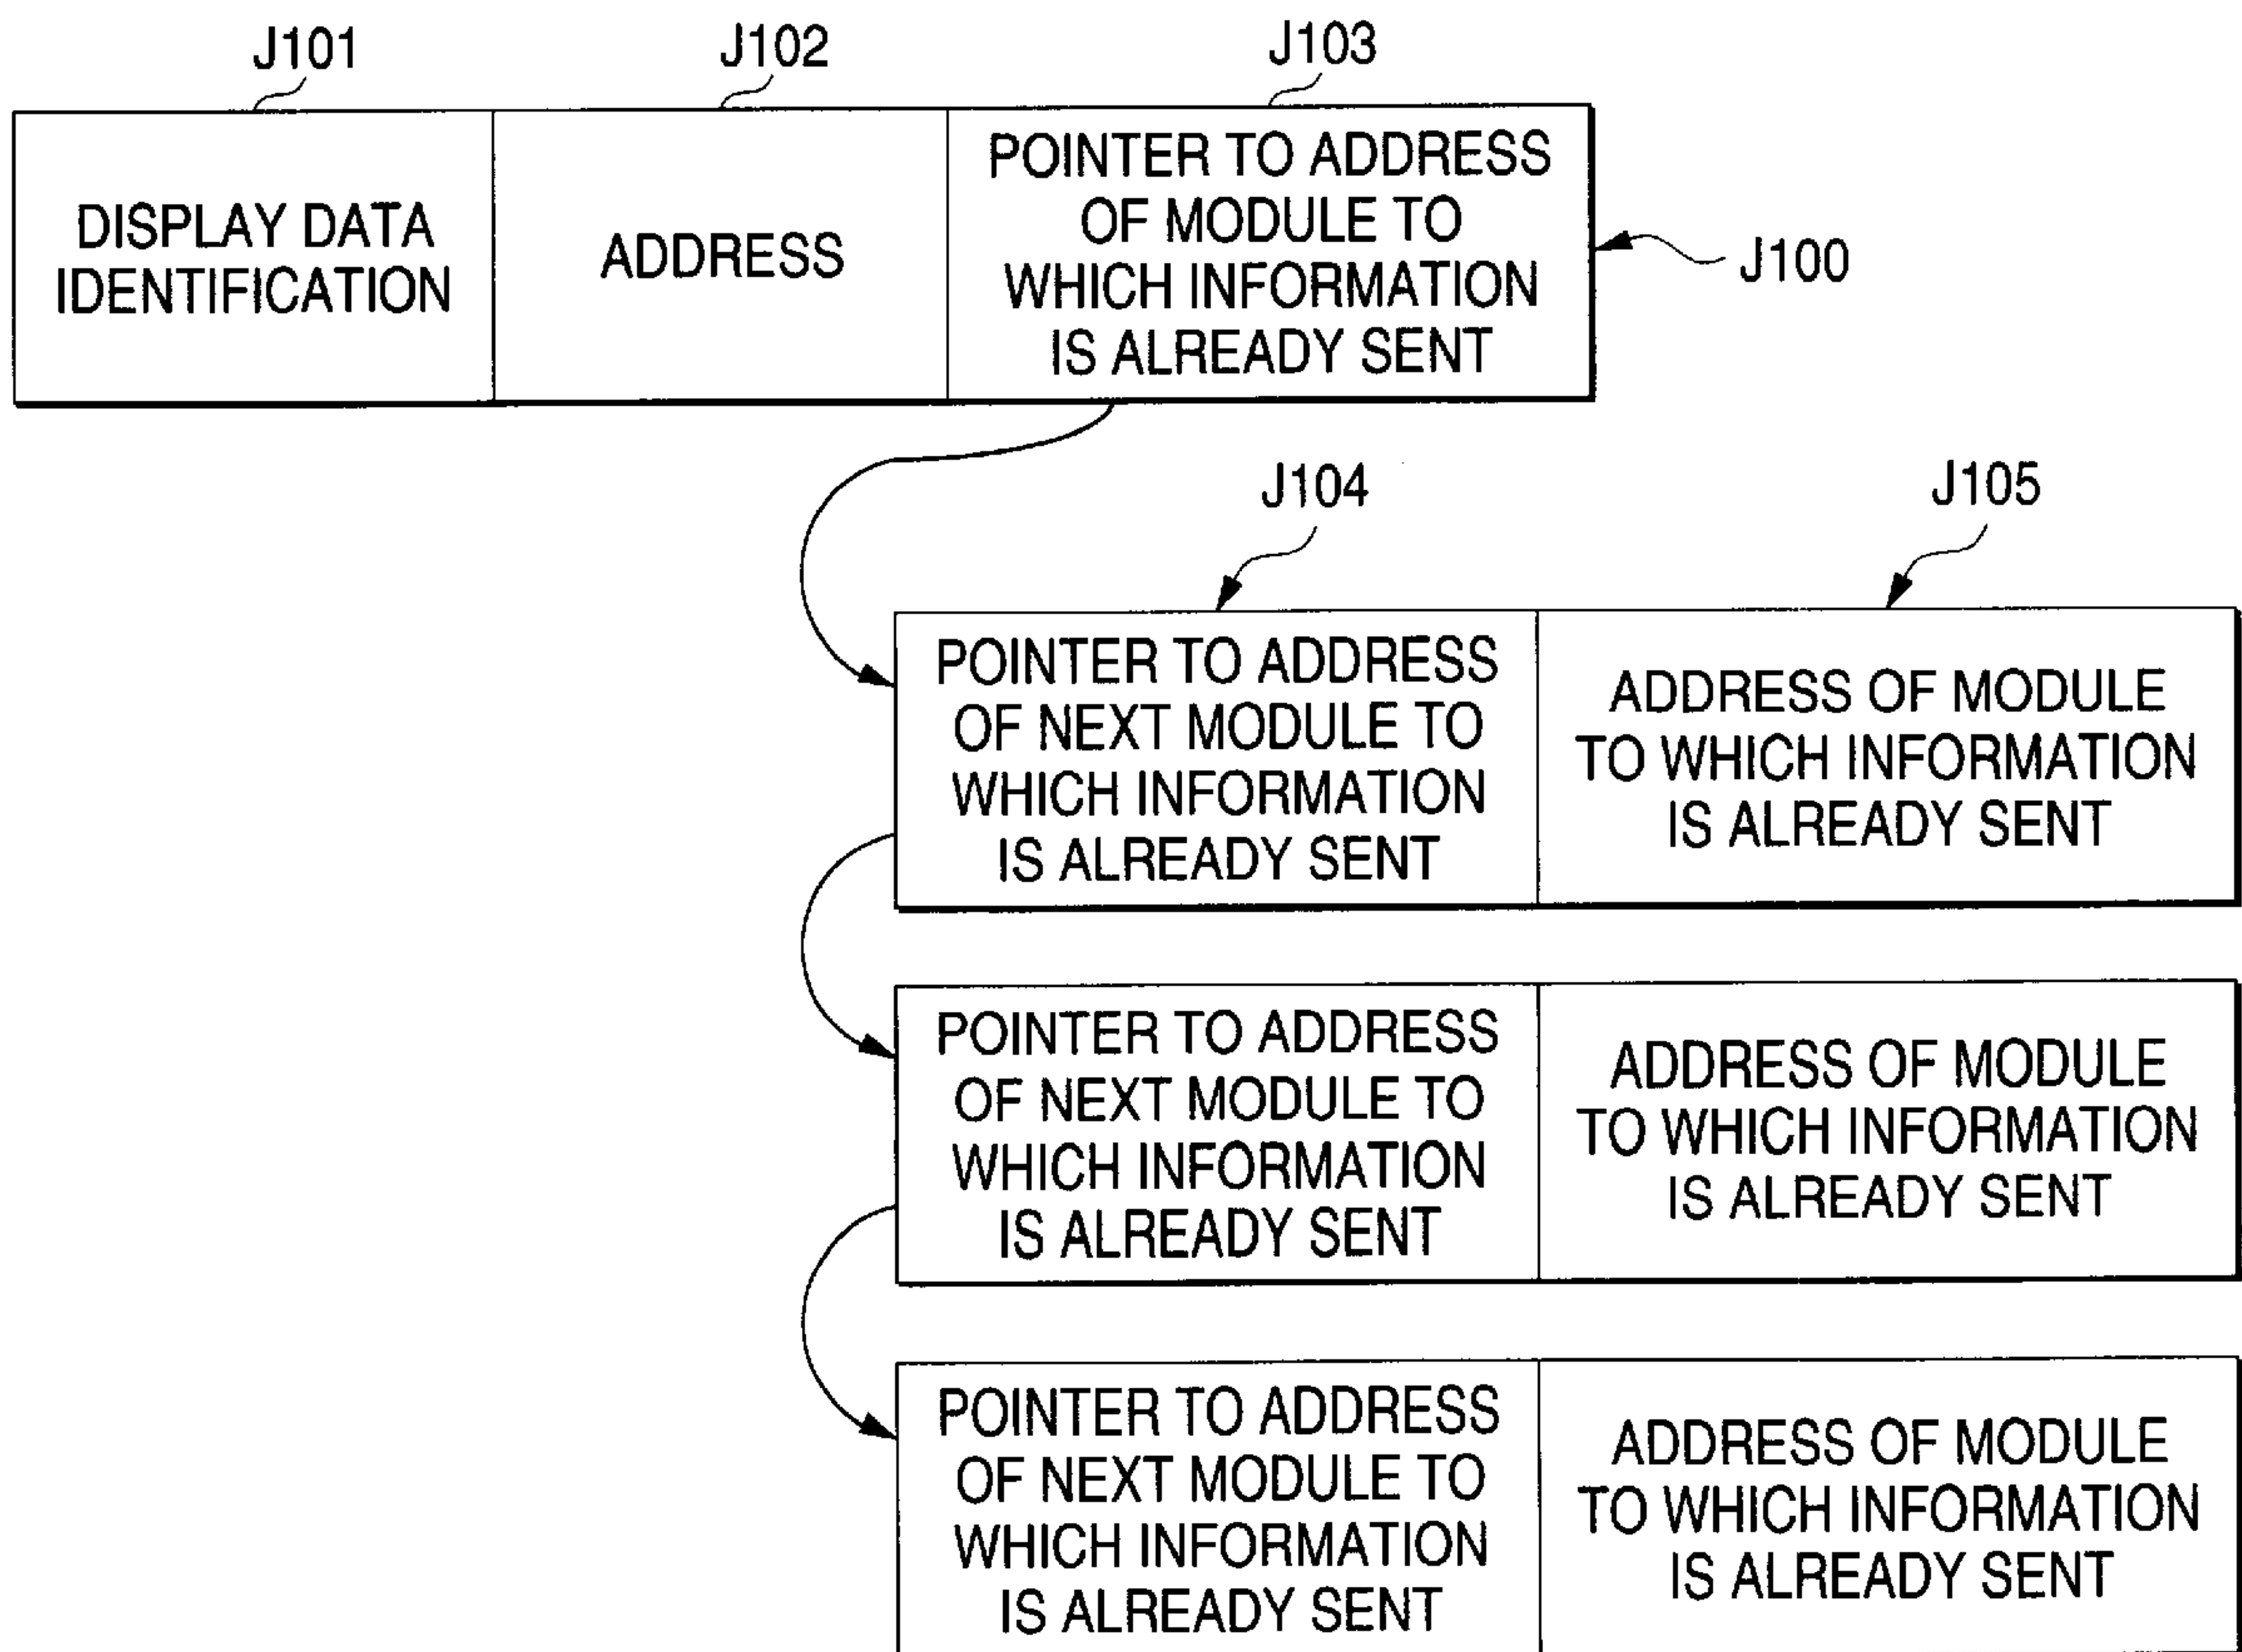 J101
J102
J103
DISPLAY DATA
IDENTIFICATION
ADDRESS
POINTER TO ADDRESS
OF MODULE TO
WHICH INFORMATION
IS ALREADY SENT
J100
J104
J105
POINTER TO ADDRESS
OF NEXT MODULE TO
WHICH INFORMATION
IS ALREADY SENT
ADDRESS OF MODULE
TO WHICH INFORMATION
IS ALREADY SENT
POINTER TO ADDRESS
OF NEXT MODULE TO
WHICH INFORMATION
IS ALREADY SENT
ADDRESS OF MODULE
TO WHICH INFORMATION
IS ALREADY SENT
POINTER TO ADDRESS
OF NEXT MODULE TO
WHICH INFORMATION
IS ALREADY SENT
ADDRESS OF MODULE
TO WHICH INFORMATION
IS ALREADY SENT